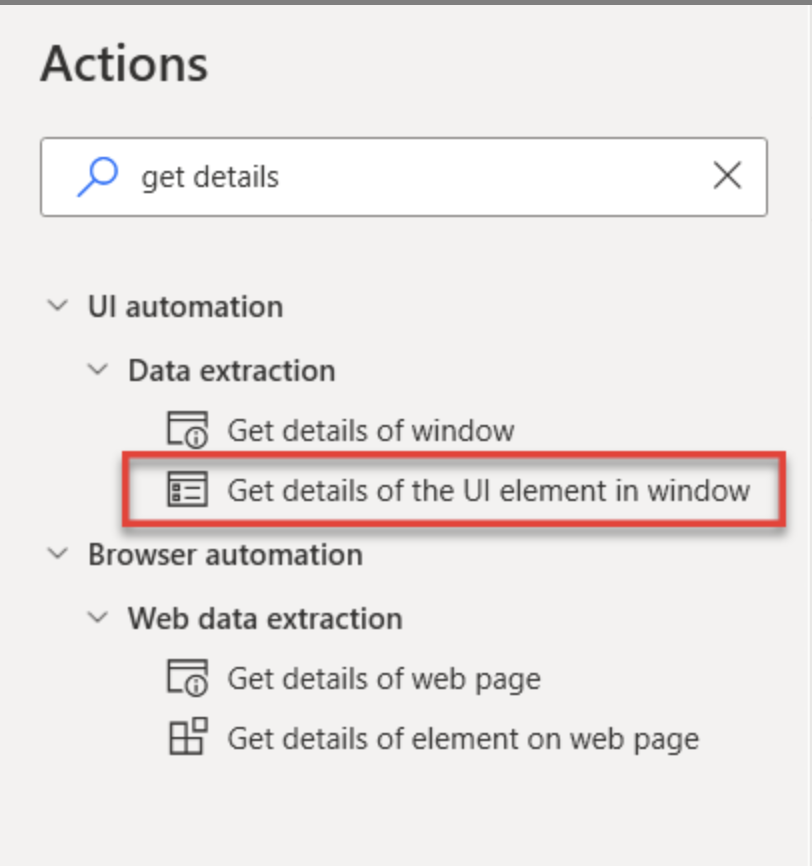 Actions
get details
UI automation
Data extraction
Get details of window
Get details of the UI element in window
Browser automation
Web data extraction
Get details of web page
Get details of element on web page